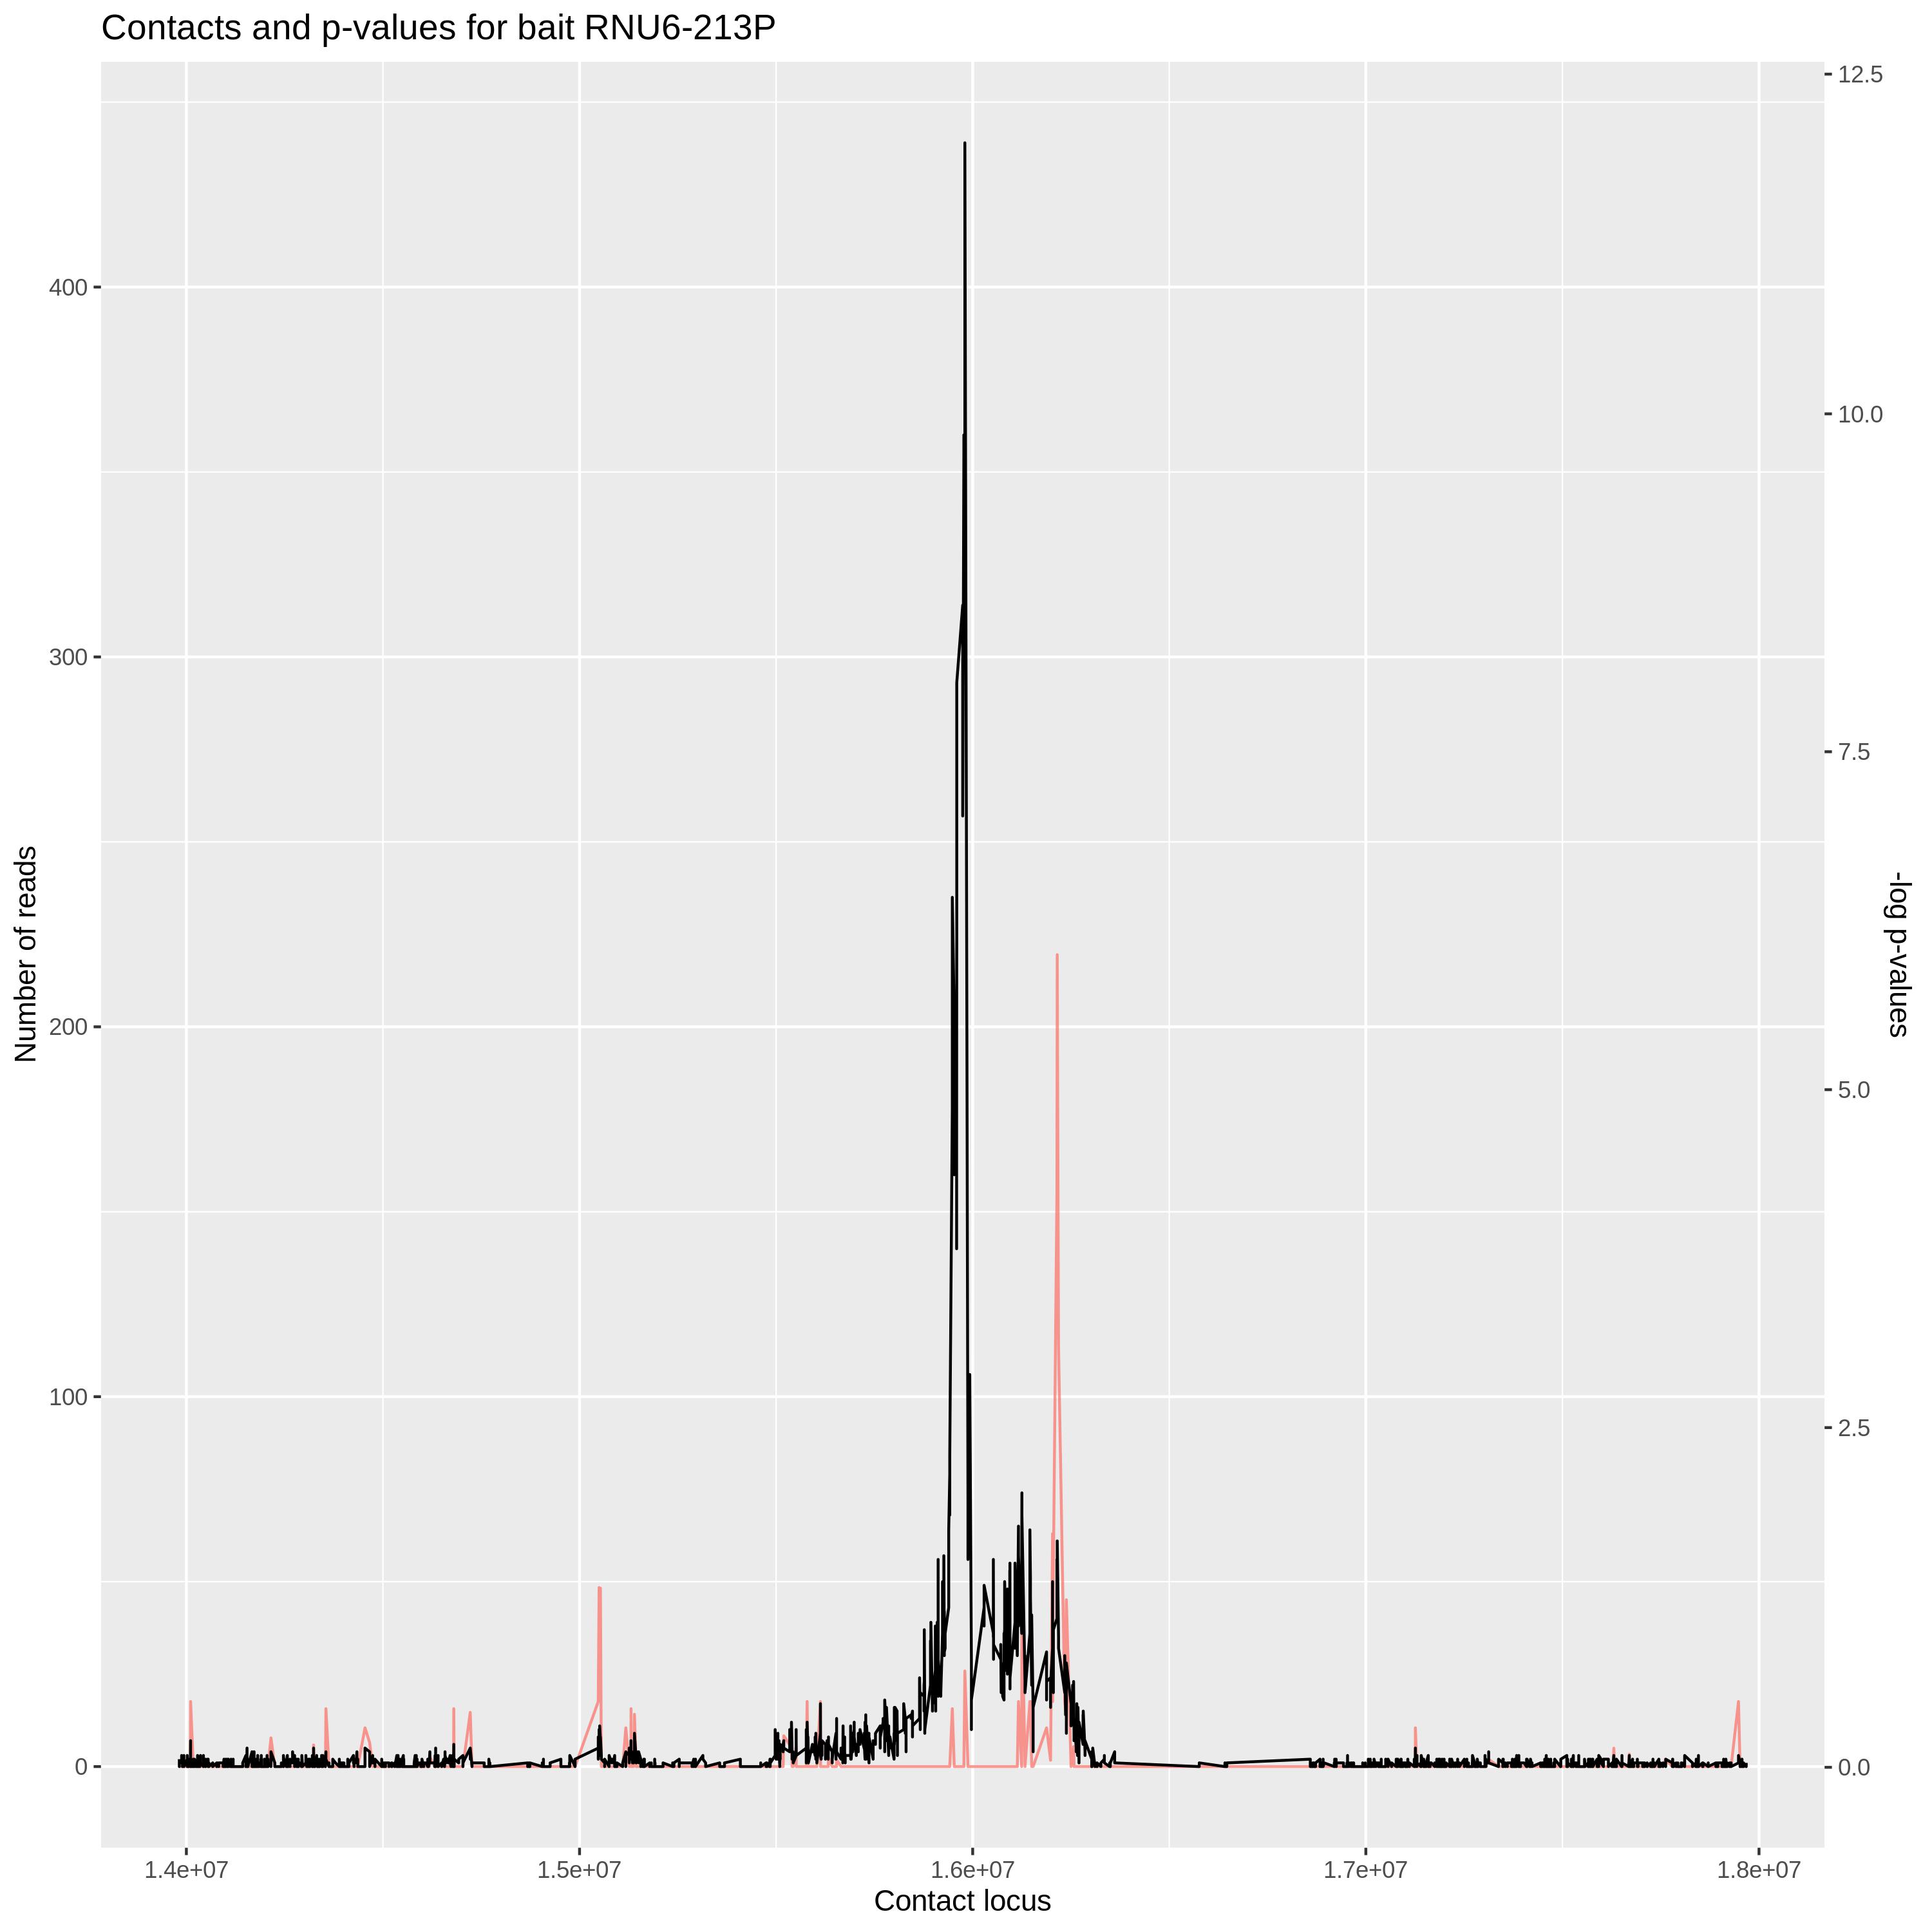 Contacts and p-values for bait RNU6-213P
12.5
400
10.0
300
7.5
Number of reads
-log p-values
200
5.0
100
2.5
0
0.0
1.4e+07
1.5e+07
1.6e+07
1.7e+07
1.8e+07
Contact locus